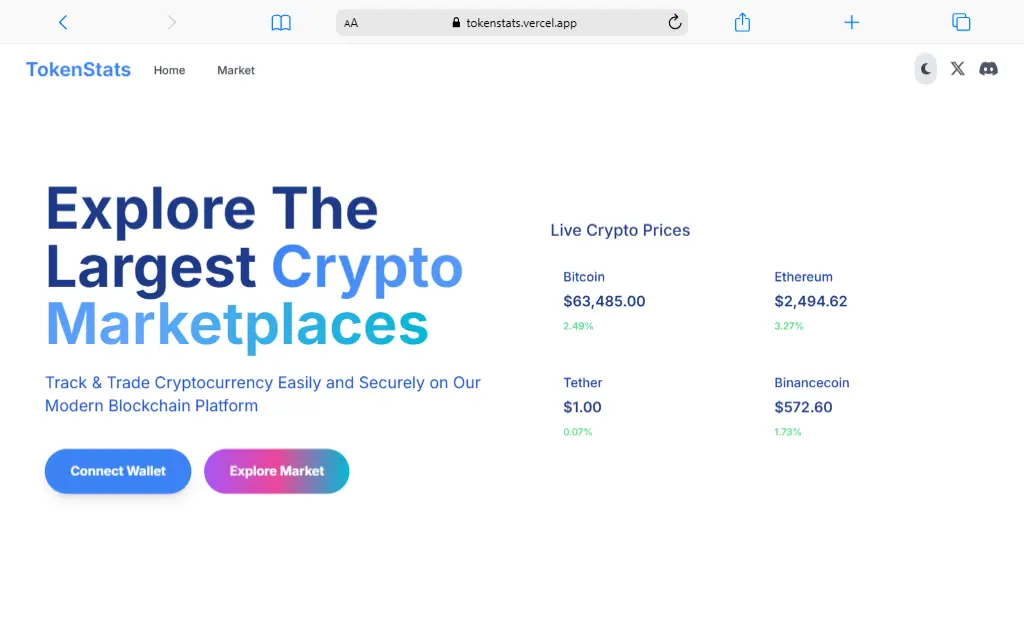 AA tokenstats.vercel.app
TokenStats Home Market
Explore The
Largest Crypto
Marketplaces
Track & Trade Cryptocurrency Easily and Securely on Our
Modern Blockchain Platform
Connect Wallet Explore Market
Live Crypto Prices
Bitcoin
$63,485.00
2.49%
Ethereum
$2,494.62
3.27%
Tether
$1.00
0.07%
Binancecoin
$572.60
1.73%